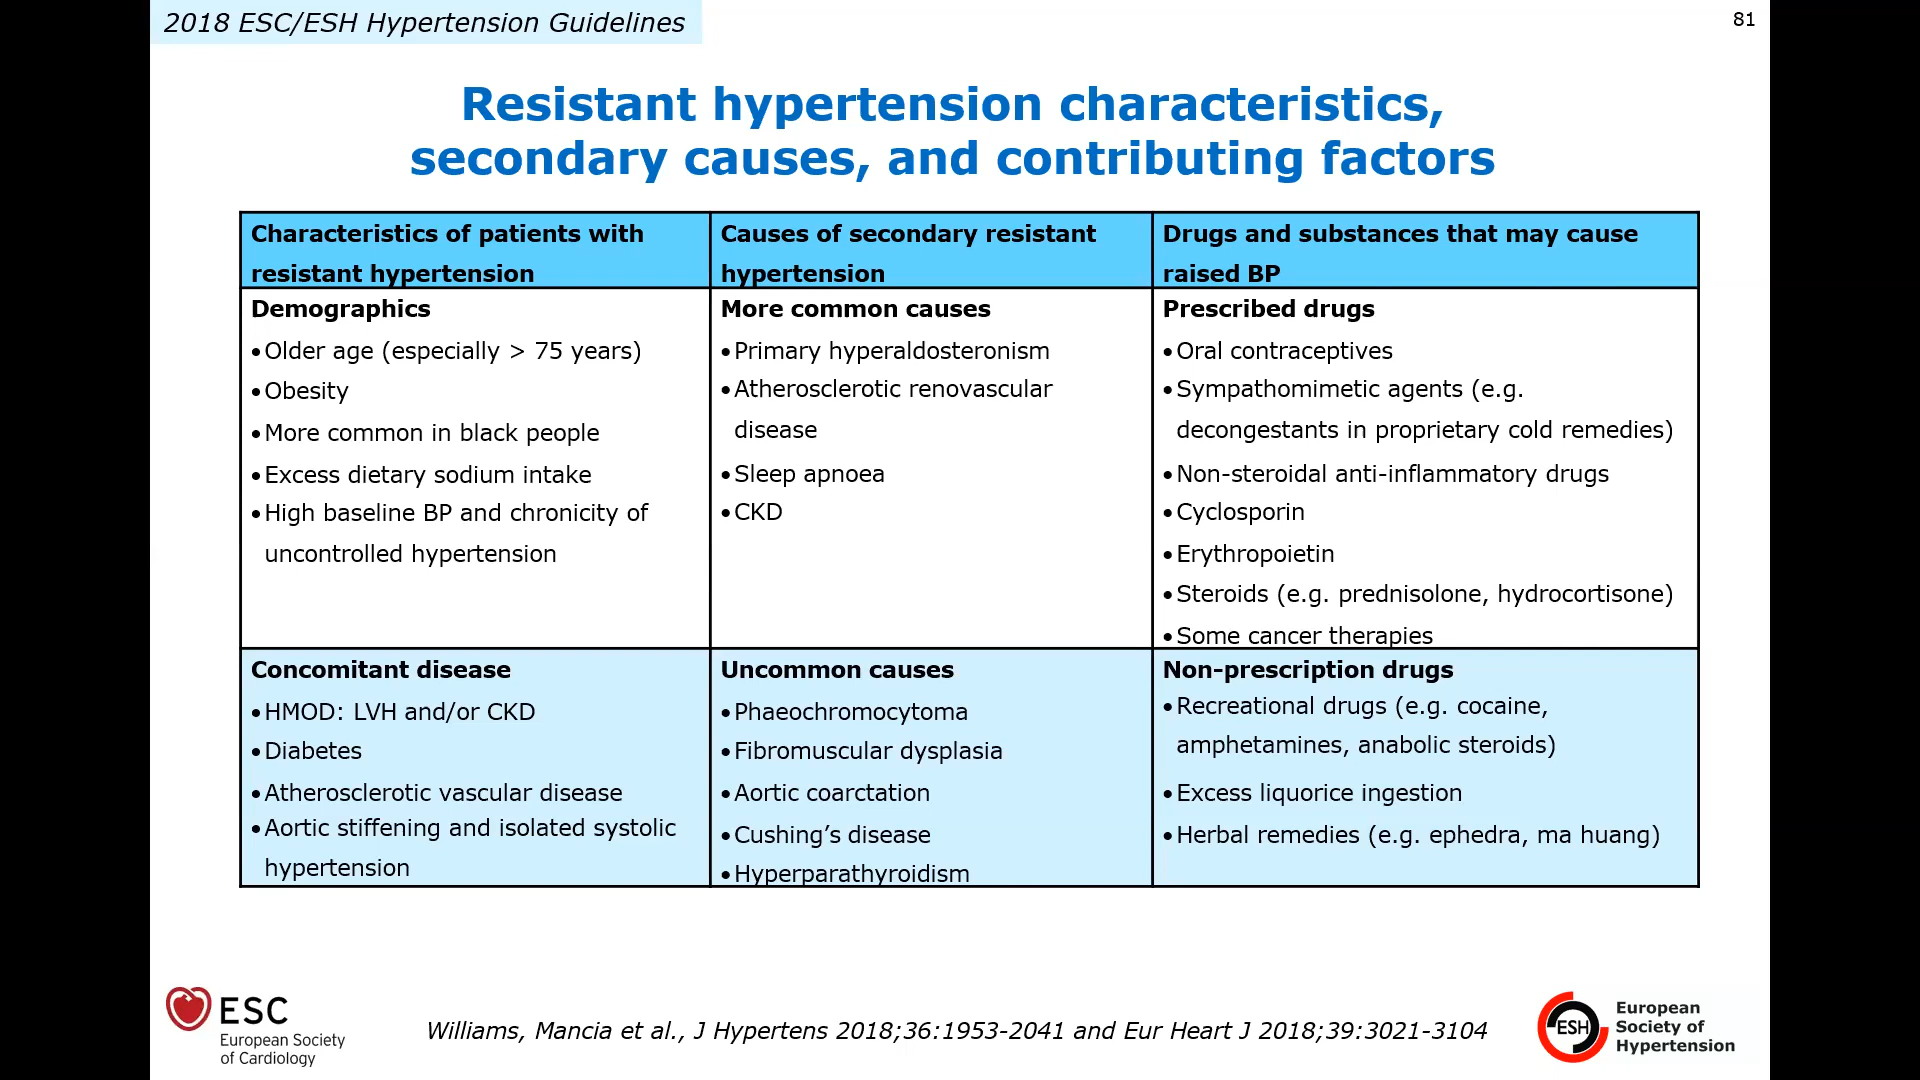 2018 ESC/ESH Hypertension Guidelines
81
Resistant hypertension characteristics,
secondary causes, and contributing factors
Characteristics of patients with
resistant hypertension
Causes of secondary resistant
hypertension
Drugs and substances that may cause
raised BP
Demographics
•Older age (especially > 75 years)
•Obesity
•More common in black people
•Excess dietary sodium intake
•High baseline BP and chronicity of
uncontrolled hypertension
More common causes
•Primary hyperaldosteronism
•Atherosclerotic renovascular
disease
•Sleep apnoea
•CKD
Prescribed drugs
•Oral contraceptives
•Sympathomimetic agents (e.g.
decongestants in proprietary cold remedies)
•Non-steroidal anti-inflammatory drugs
•Cyclosporin
•Erythropoietin
•Steroids (e.g. prednisolone, hydrocortisone)
•Some cancer therapies
Concomitant disease
•HMOD: LVH and/or CKD
•Diabetes
•Atherosclerotic vascular disease
•Aortic stiffening and isolated systolic
hypertension
Uncommon causes
•Phaeochromocytoma
•Fibromuscular dysplasia
•Aortic coarctation
•Cushing’s disease
•Hyperparathyroidism
Non-prescription drugs
•Recreational drugs (e.g. cocaine,
amphetamines, anabolic steroids)
•Excess liquorice ingestion
•Herbal remedies (e.g. ephedra, ma huang)
ESC
European Society
of Cardiology
Williams, Mancia et al., J Hypertens 2018;36:1953-2041 and Eur Heart J 2018;39:3021-3104
ESH
European
Society of
Hypertension